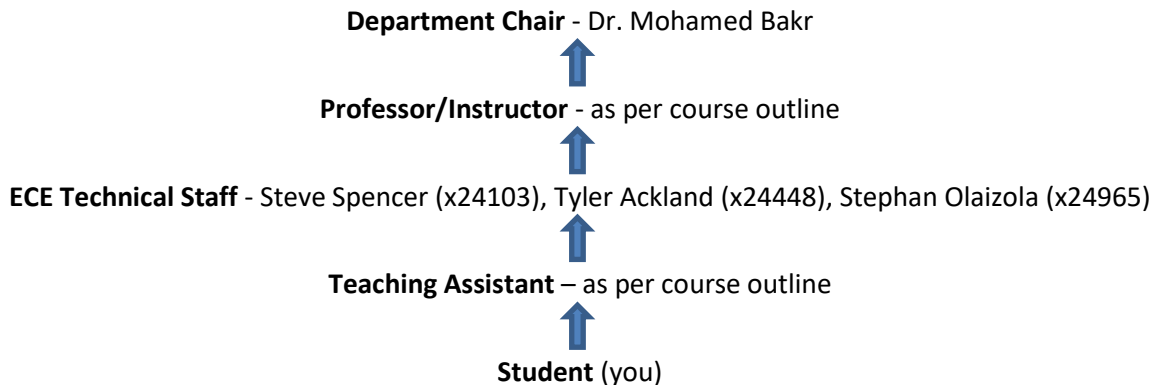 Department Chair - Dr. Mohamed Bakr
Professor/Instructor - as per course outline
ECE Technical Staff - Steve Spencer (x24103), Tyler Ackland (x24448), Stephan Olaizola (x24965)
Teaching Assistant – as per course outline
Student (you)